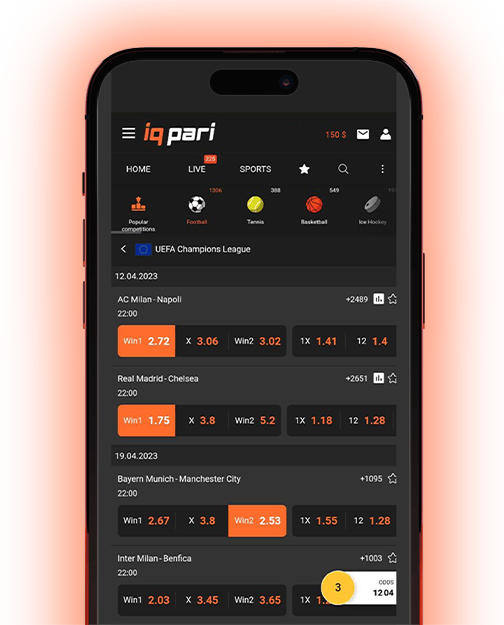 iq pari
150 $
HOME
LIVE
225
SPORTS
1306
388
549
Popular
competitions
Football
Tennis
Basketball
Ice Hockey
UEFA Champions League
12.04.2023
AC Milan - Napoli
+2489
22:00
Win1 2.72 X 3.06 Win2 3.02 1X 1.41 12 1.4
Real Madrid - Chelsea
+2651
22:00
Win1 1.75 X 3.8 Win2 5.2 1X 1.18 12 1.28
19.04.2023
Bayern Munich - Manchester City
+1095
22:00
Win1 2.67 X 3.8 Win2 2.53 1X 1.55 12 1.28
Inter Milan - Benfica
+1003
22:00
Win1 2.03 X 3.45 Win2 3.65 1X
3
ODDS
12 04